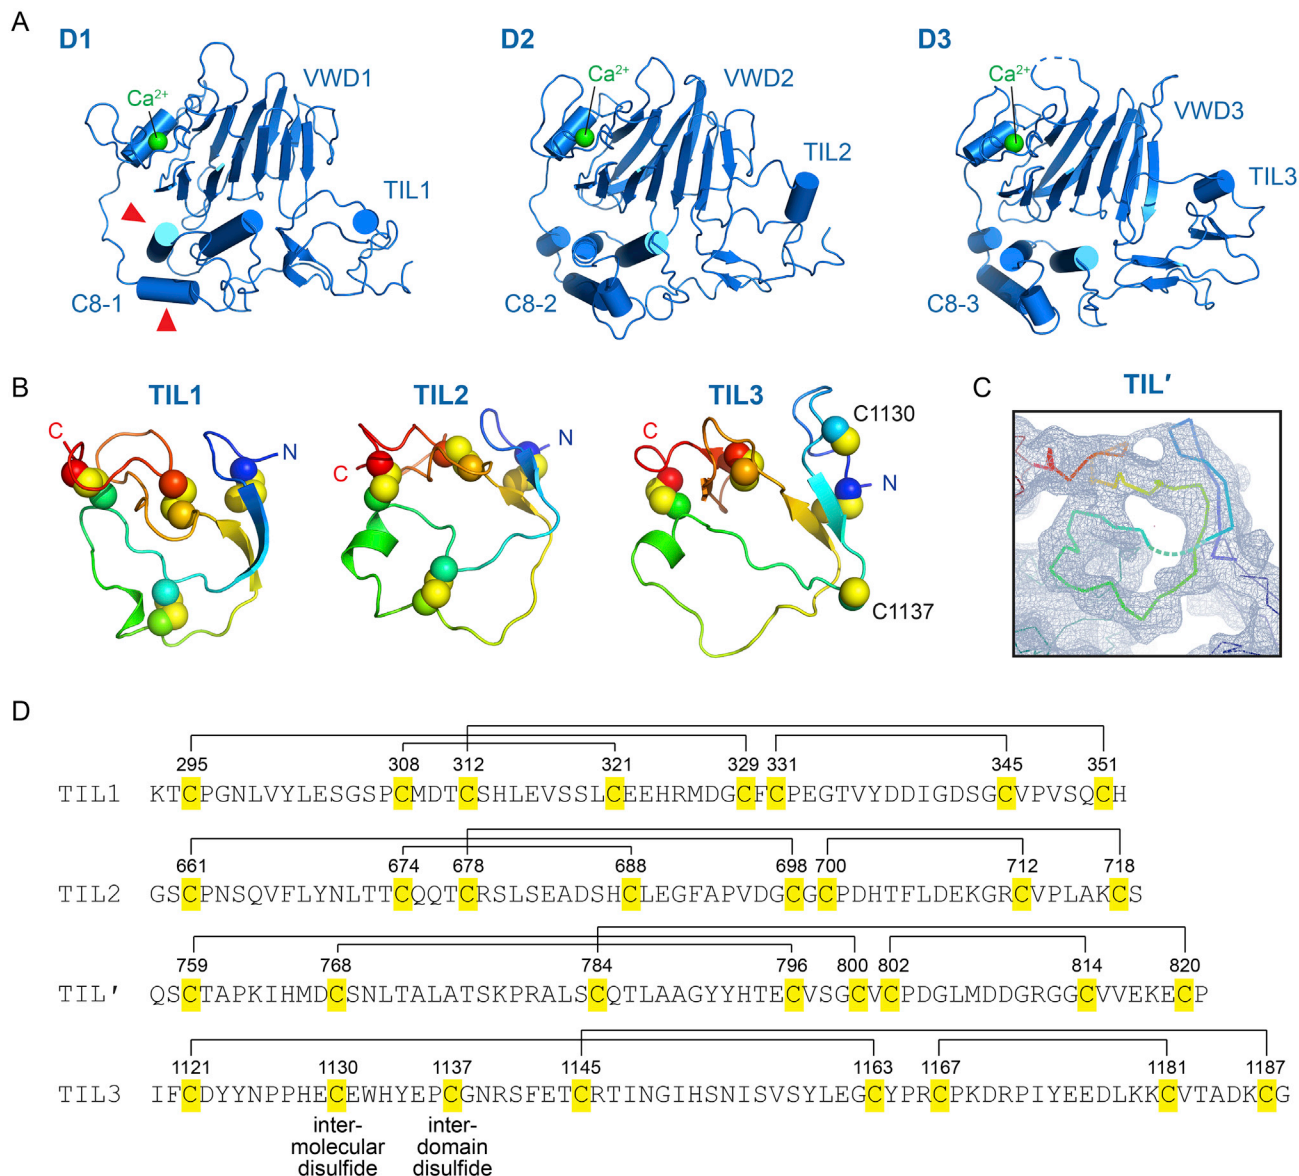 A
D1
D2
D3
Ca2+
VWD1
TIL1
C8-1
Ca2+
VWD2
TIL2
C8-2
Ca2+
VWD3
TIL3
C8-3
B
TIL1
TIL2
TIL3
C
N
C
N
C
N
C1130
C1137
C
TIL′
D
295 308 312 321 329 331 345 351
TIL1 KTCPGNLVYLESGSPCMDTCSHLEVSSLCEEHRMDGCFCPEGTVYDDIGDSGCVPVSQCH
661 674 678 688 698 700 712 718
TIL2 GSCPNSQVFLYNLTTCQQTCRSLSEADSHCLEGFAPVDGCGCPDHTFLDEKGRCVPLAKCS
759 768 784 796 800 802 814 820
TIL′ QSCTAPKIHMDCSNLTALATSKPRALSCQTLAAGYYHTECVSGCVCPDGLMDDGRGGCVVEKECP
1121 1130 1137 1145 1163 1167 1181 1187
TIL3 IFCDYYNPPHECEWHYEPCGNRSFETCRTINGIHSNISVSYLEGCYPRCPKDRPIYEEDLKKCVTADKCG
inter-
molecular
disulfide
inter-
domain
disulfide